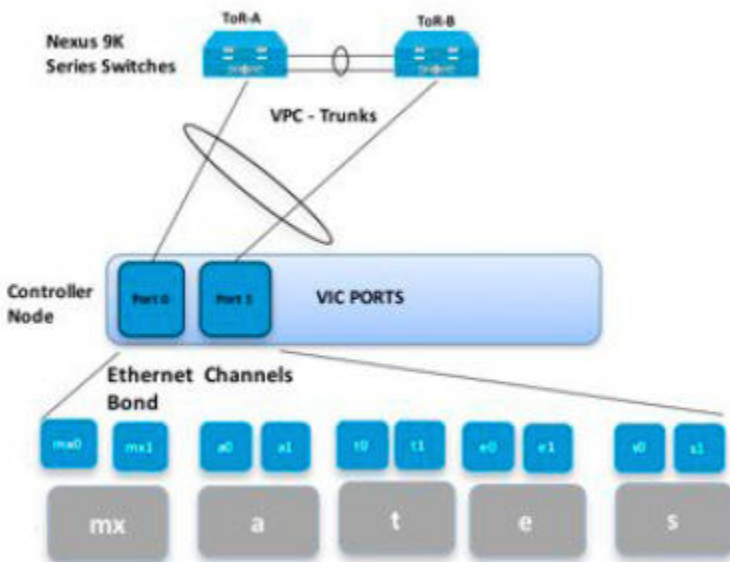 ToR-A
ToR-B
Nexus 9K
Series Switches
VPC - Trunks
Controller
Node
Port 0
Port 1
VIC PORTS
Ethernet Channels
Bond
mx0
mx1
a0
a1
t0
t1
e0
e1
s0
s1
mx
a
t
e
s